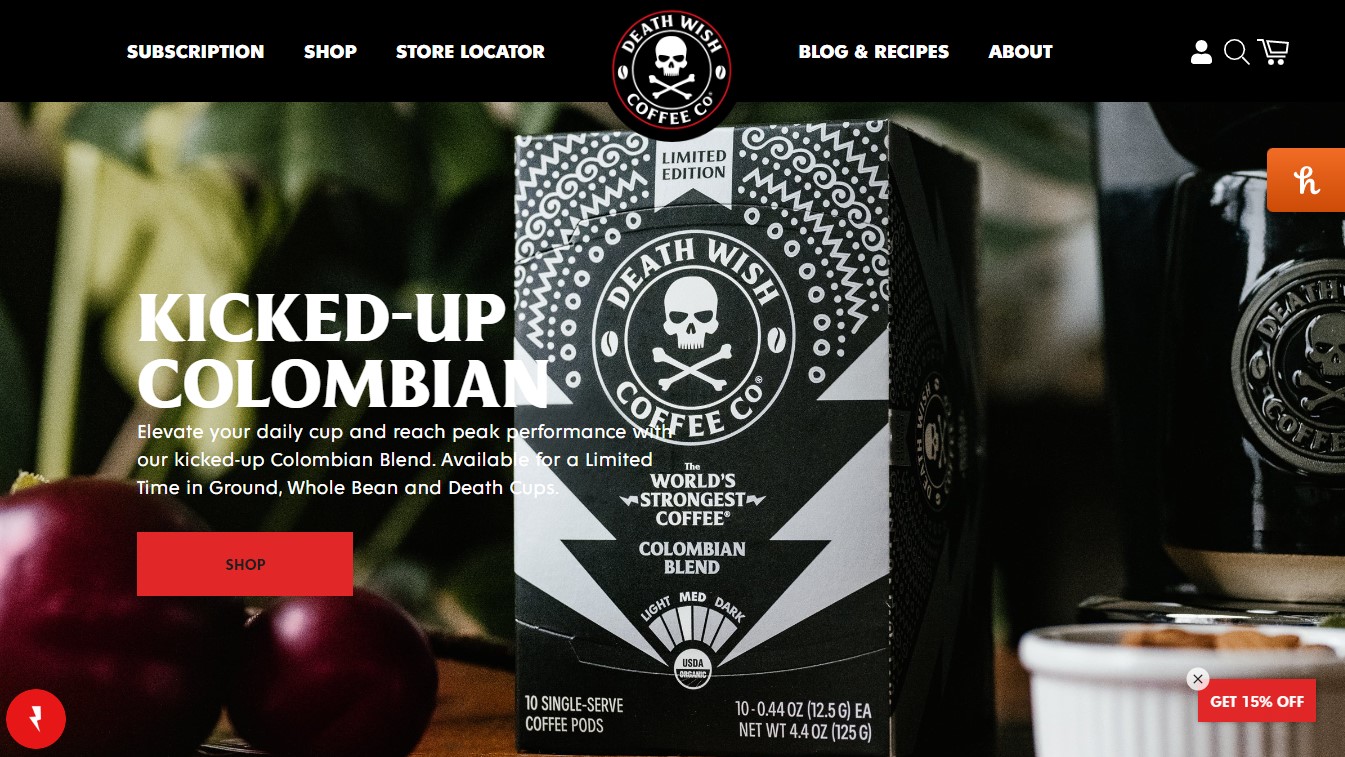 SUBSCRIPTION
SHOP
STORE LOCATOR
DEATH WISH
COFFEE CO®
BLOG & RECIPES
ABOUT
LIMITED
EDITION
DEATH WISH
COFFEE CO®
KICKED-UP
COLOMBIAN
Elevate your daily cup and reach peak performance with
our kicked-up Colombian Blend. Available for a Limited
Time in Ground, Whole Bean and Death Cups.
SHOP
The
WORLD'S
STRONGEST
COFFEE®
COLOMBIAN
BLEND
LIGHT MED DARK
USDA
ORGANIC
10 SINGLE-SERVE
COFFEE PODS
10 - 0.44 OZ (12.5 G) EA
NET WT 4.4 OZ (125 G)
h
GET 15% OFF